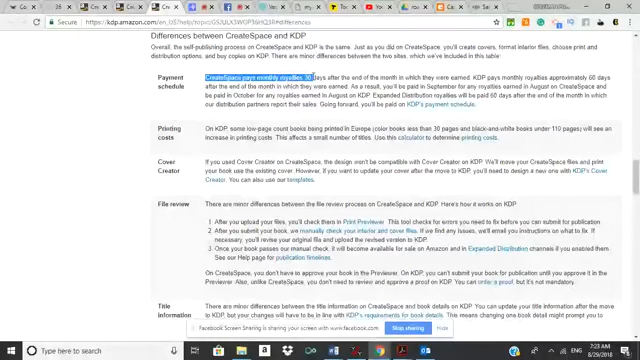 kdp.amazon.com/en_US/help/topic/GSJULX3WC36HQ3R#differences
Differences between CreateSpace and KDP
Overall, the self-publishing process on CreateSpace and KDP is the same. Just as you did on CreateSpace, you'll create covers, format interior files, choose print and
distribution options, and buy copies on KDP. There are minor differences between the two sites, which we've included in this table:
Payment
schedule
CreateSpace pays monthly royalties 30 days after the end of the month in which they were earned. KDP pays monthly royalties approximately 60 days
after the end of the month in which they were earned. As a result, you'll be paid in September for any royalties earned in August on CreateSpace and
be paid in October for any royalties earned in August on KDP. Expanded Distribution royalties will be paid 60 days after the end of the month in which
our distribution partners report their sales. Going forward, you'll be paid on KDP's payment schedule.
Printing
costs
On KDP, some low-page count books being printed in Europe (color books less than 30 pages and black-and-white books under 110 pages) will see an
increase in printing costs. This affects a small number of titles. Use this calculator to determine printing costs.
Cover
Creator
If you used Cover Creator on CreateSpace, the design won't be compatible with Cover Creator on KDP. We'll move your CreateSpace files and print your
book using the existing cover. However, if you want to update your cover after the move to KDP, you'll need to design a new one with KDP's Cover
Creator. You can also use our templates.
File review
There are minor differences between the file review process on CreateSpace and KDP. Here's how it works on KDP
1. After you upload your files, you'll check them in Print Previewer. This tool checks for errors you need to fix before you can submit for publication.
2. After you submit your book, we manually check your interior and cover files. If we find any issues, we'll email you instructions on what to fix. If
necessary, you'll revise your original file and upload the revised version to KDP.
3. Once your book passes our manual check, it will become available for sale on Amazon and in Expanded Distribution channels if you enabled them.
See our Help page for publication timelines.
On CreateSpace, you don't have to approve your book in the Previewer. On KDP, you can't submit your book for publication until you approve it in the
Previewer. Also, unlike CreateSpace, you don't need to review and approve a proof on KDP. You can order a proof, but it's not mandatory.
Title
information
There are minor differences between the title information on CreateSpace and book details on KDP. You can update your title information after the move
to KDP, but your changes will have to be in line with KDP's requirements for book details. Making changes to your book details might prompt you to
Facebook Screen Sharing is sharing your screen with www.facebook.com.
Stop sharing
Hide
Type here to search
ENG
7:23 AM
8/29/2018